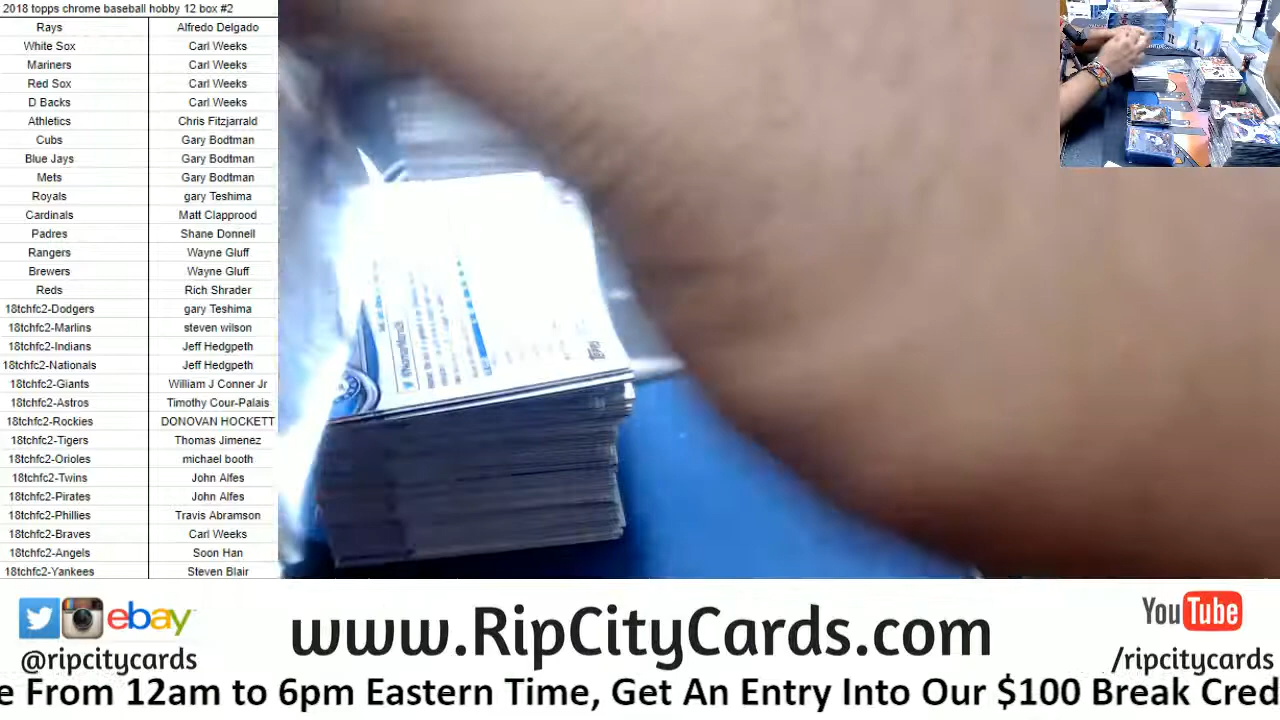 2018 topps chrome baseball hobby 12 box #2
Rays Alfredo Delgado
White Sox Carl Weeks
Mariners Carl Weeks
Red Sox Carl Weeks
D Backs Carl Weeks
Athletics Chris Fitzjarrald
Cubs Gary Bodtman
Blue Jays Gary Bodtman
Mets Gary Bodtman
Royals gary Teshima
Cardinals Matt Clapprood
Padres Shane Donnell
Rangers Wayne Gluff
Brewers Wayne Gluff
Reds Rich Shrader
18tchfc2-Dodgers gary Teshima
18tchfc2-Marlins steven wilson
18tchfc2-Indians Jeff Hedgpeth
18tchfc2-Nationals Jeff Hedgpeth
18tchfc2-Giants William J Conner Jr
18tchfc2-Astros Timothy Cour-Palais
18tchfc2-Rockies DONOVAN HOCKETT
18tchfc2-Tigers Thomas Jimenez
18tchfc2-Orioles michael booth
18tchfc2-Twins John Alfes
18tchfc2-Pirates John Alfes
18tchfc2-Phillies Travis Abramson
18tchfc2-Braves Carl Weeks
18tchfc2-Angels Soon Han
18tchfc2-Yankees Steven Blair
Topps
ebay
@ripcitycards
www.RipCityCards.com
YouTube
/ripcitycards
e From 12am to 6pm Eastern Time, Get An Entry Into Our $100 Break Cred